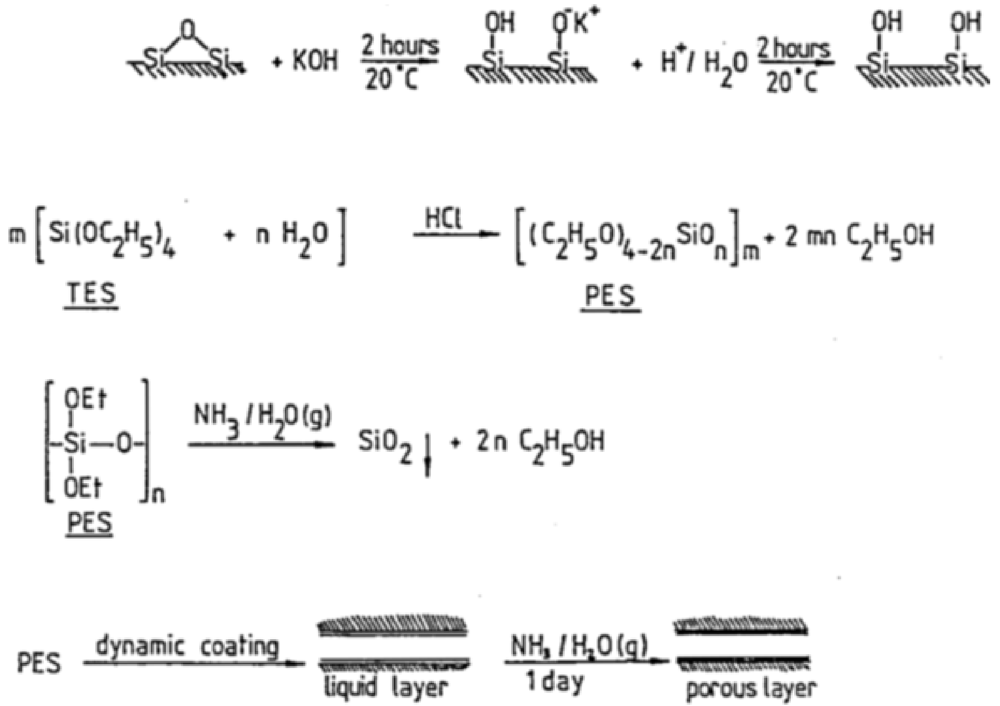 O OH O⁻K⁺ OH OH
Si Si + KOH 2 hours 20°C Si Si + H⁺/ H₂O 2 hours 20°C Si Si
m [Si(OC₂H₅)₄ + n H₂O] HCl [(C₂H₅O)₄₋₂ₙSiOₙ]m + 2 mn C₂H₅OH
TES PES
OEt
[-Si—O-]n NH₃/H₂O(g) SiO₂↓ + 2n C₂H₅OH
OEt
PES
PES dynamic coating NH₃/H₂O(g) 1 day
liquid layer porous layer